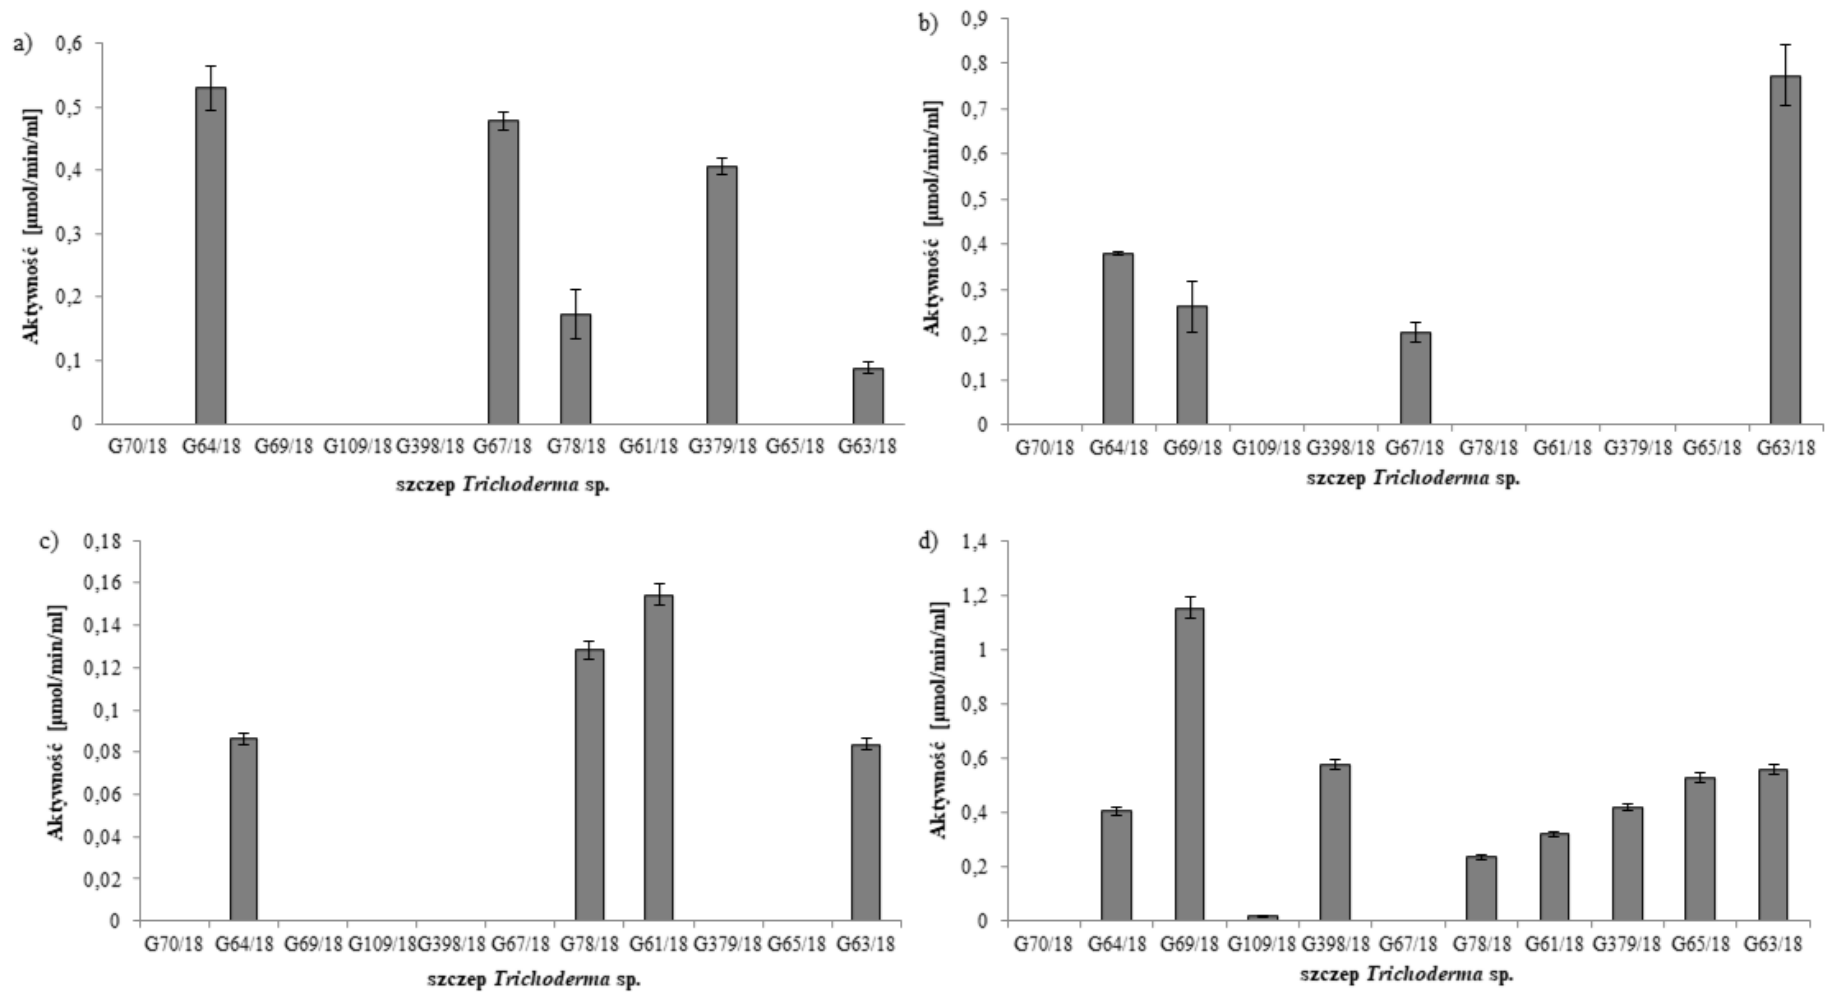 a)
0,6
0,5
0,4
0,3
0,2
0,1
0
Aktywność [µmol/min/ml]
G70/18 G64/18 G69/18 G109/18 G398/18 G67/18 G78/18 G61/18 G379/18 G65/18 G63/18
szczep Trichoderma sp.
b)
0,9
0,8
0,7
0,6
0,5
0,4
0,3
0,2
0,1
0
Aktywność [µmol/min/ml]
G70/18 G64/18 G69/18 G109/18 G398/18 G67/18 G78/18 G61/18 G379/18 G65/18 G63/18
szczep Trichoderma sp.
c)
0,18
0,16
0,14
0,12
0,1
0,08
0,06
0,04
0,02
0
Aktywność [µmol/min/ml]
G70/18 G64/18 G69/18 G109/18 G398/18 G67/18 G78/18 G61/18 G379/18 G65/18 G63/18
szczep Trichoderma sp.
d)
1,4
1,2
1
0,8
0,6
0,4
0,2
0
Aktywność [µmol/min/ml]
G70/18 G64/18 G69/18 G109/18 G398/18 G67/18 G78/18 G61/18 G379/18 G65/18 G63/18
szczep Trichoderma sp.